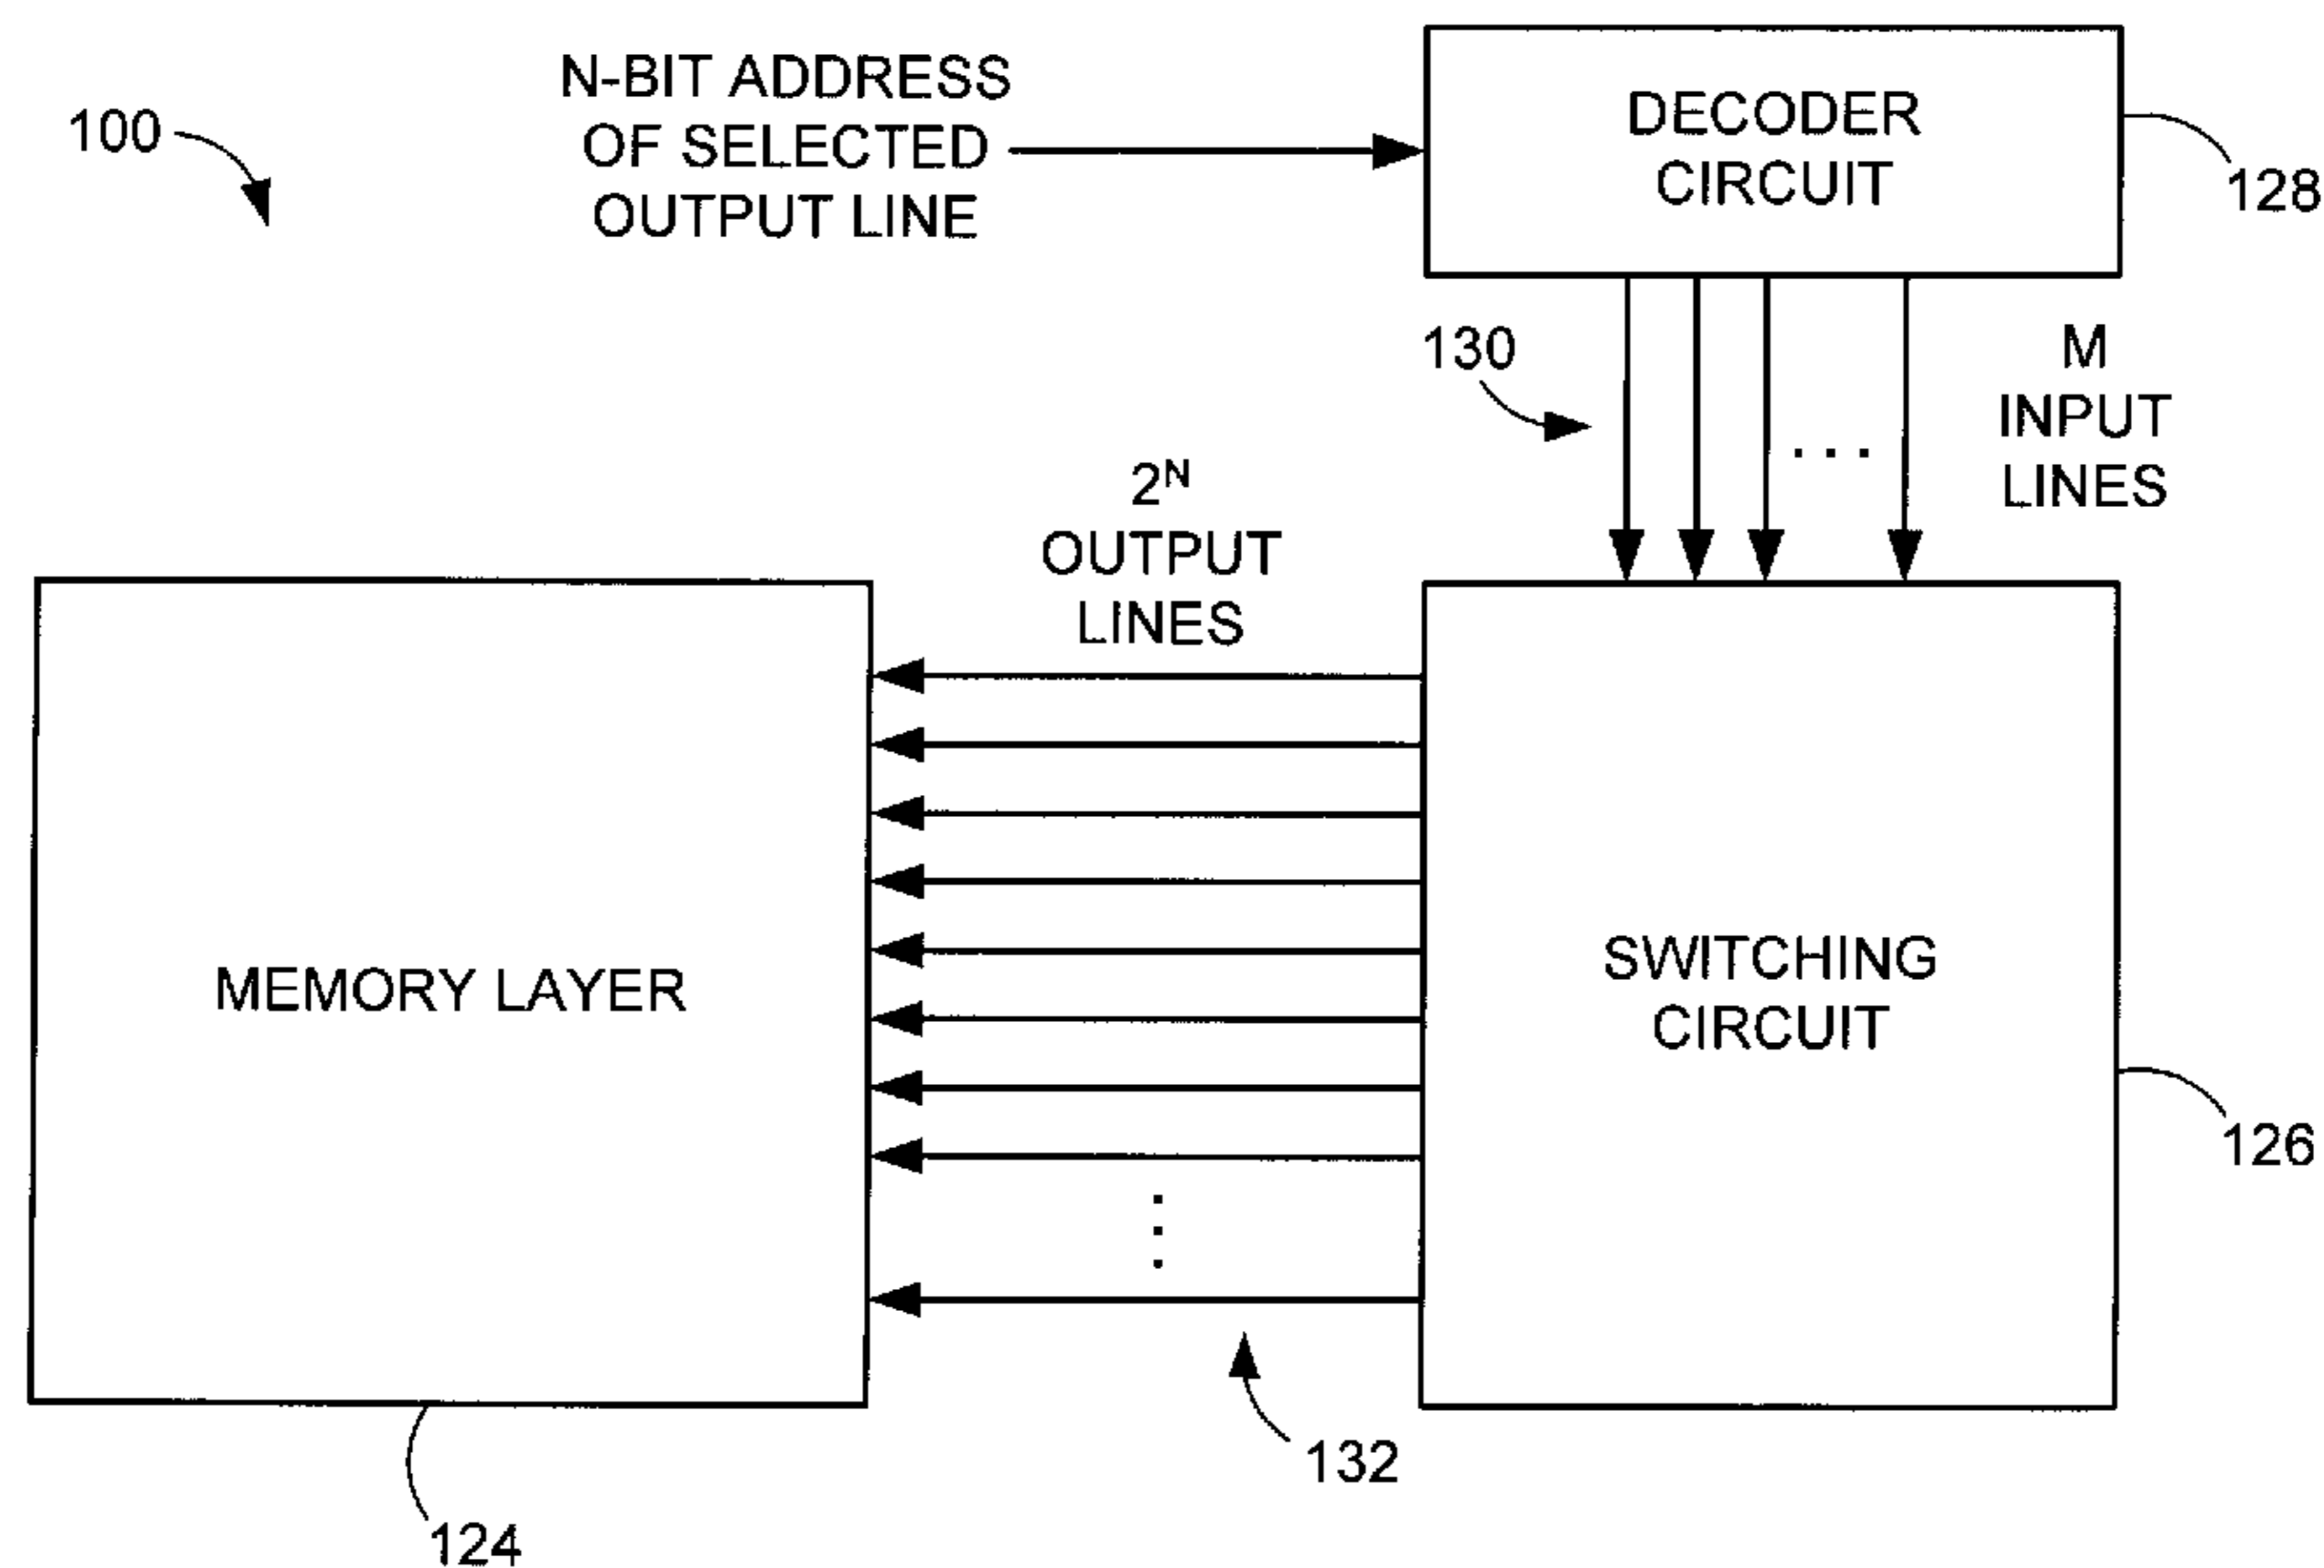 100
N-BIT ADDRESS
OF SELECTED
OUTPUT LINE
DECODER
CIRCUIT
128
130
M
INPUT
LINES
2ᴺ
OUTPUT
LINES
MEMORY LAYER
SWITCHING
CIRCUIT
126
132
124